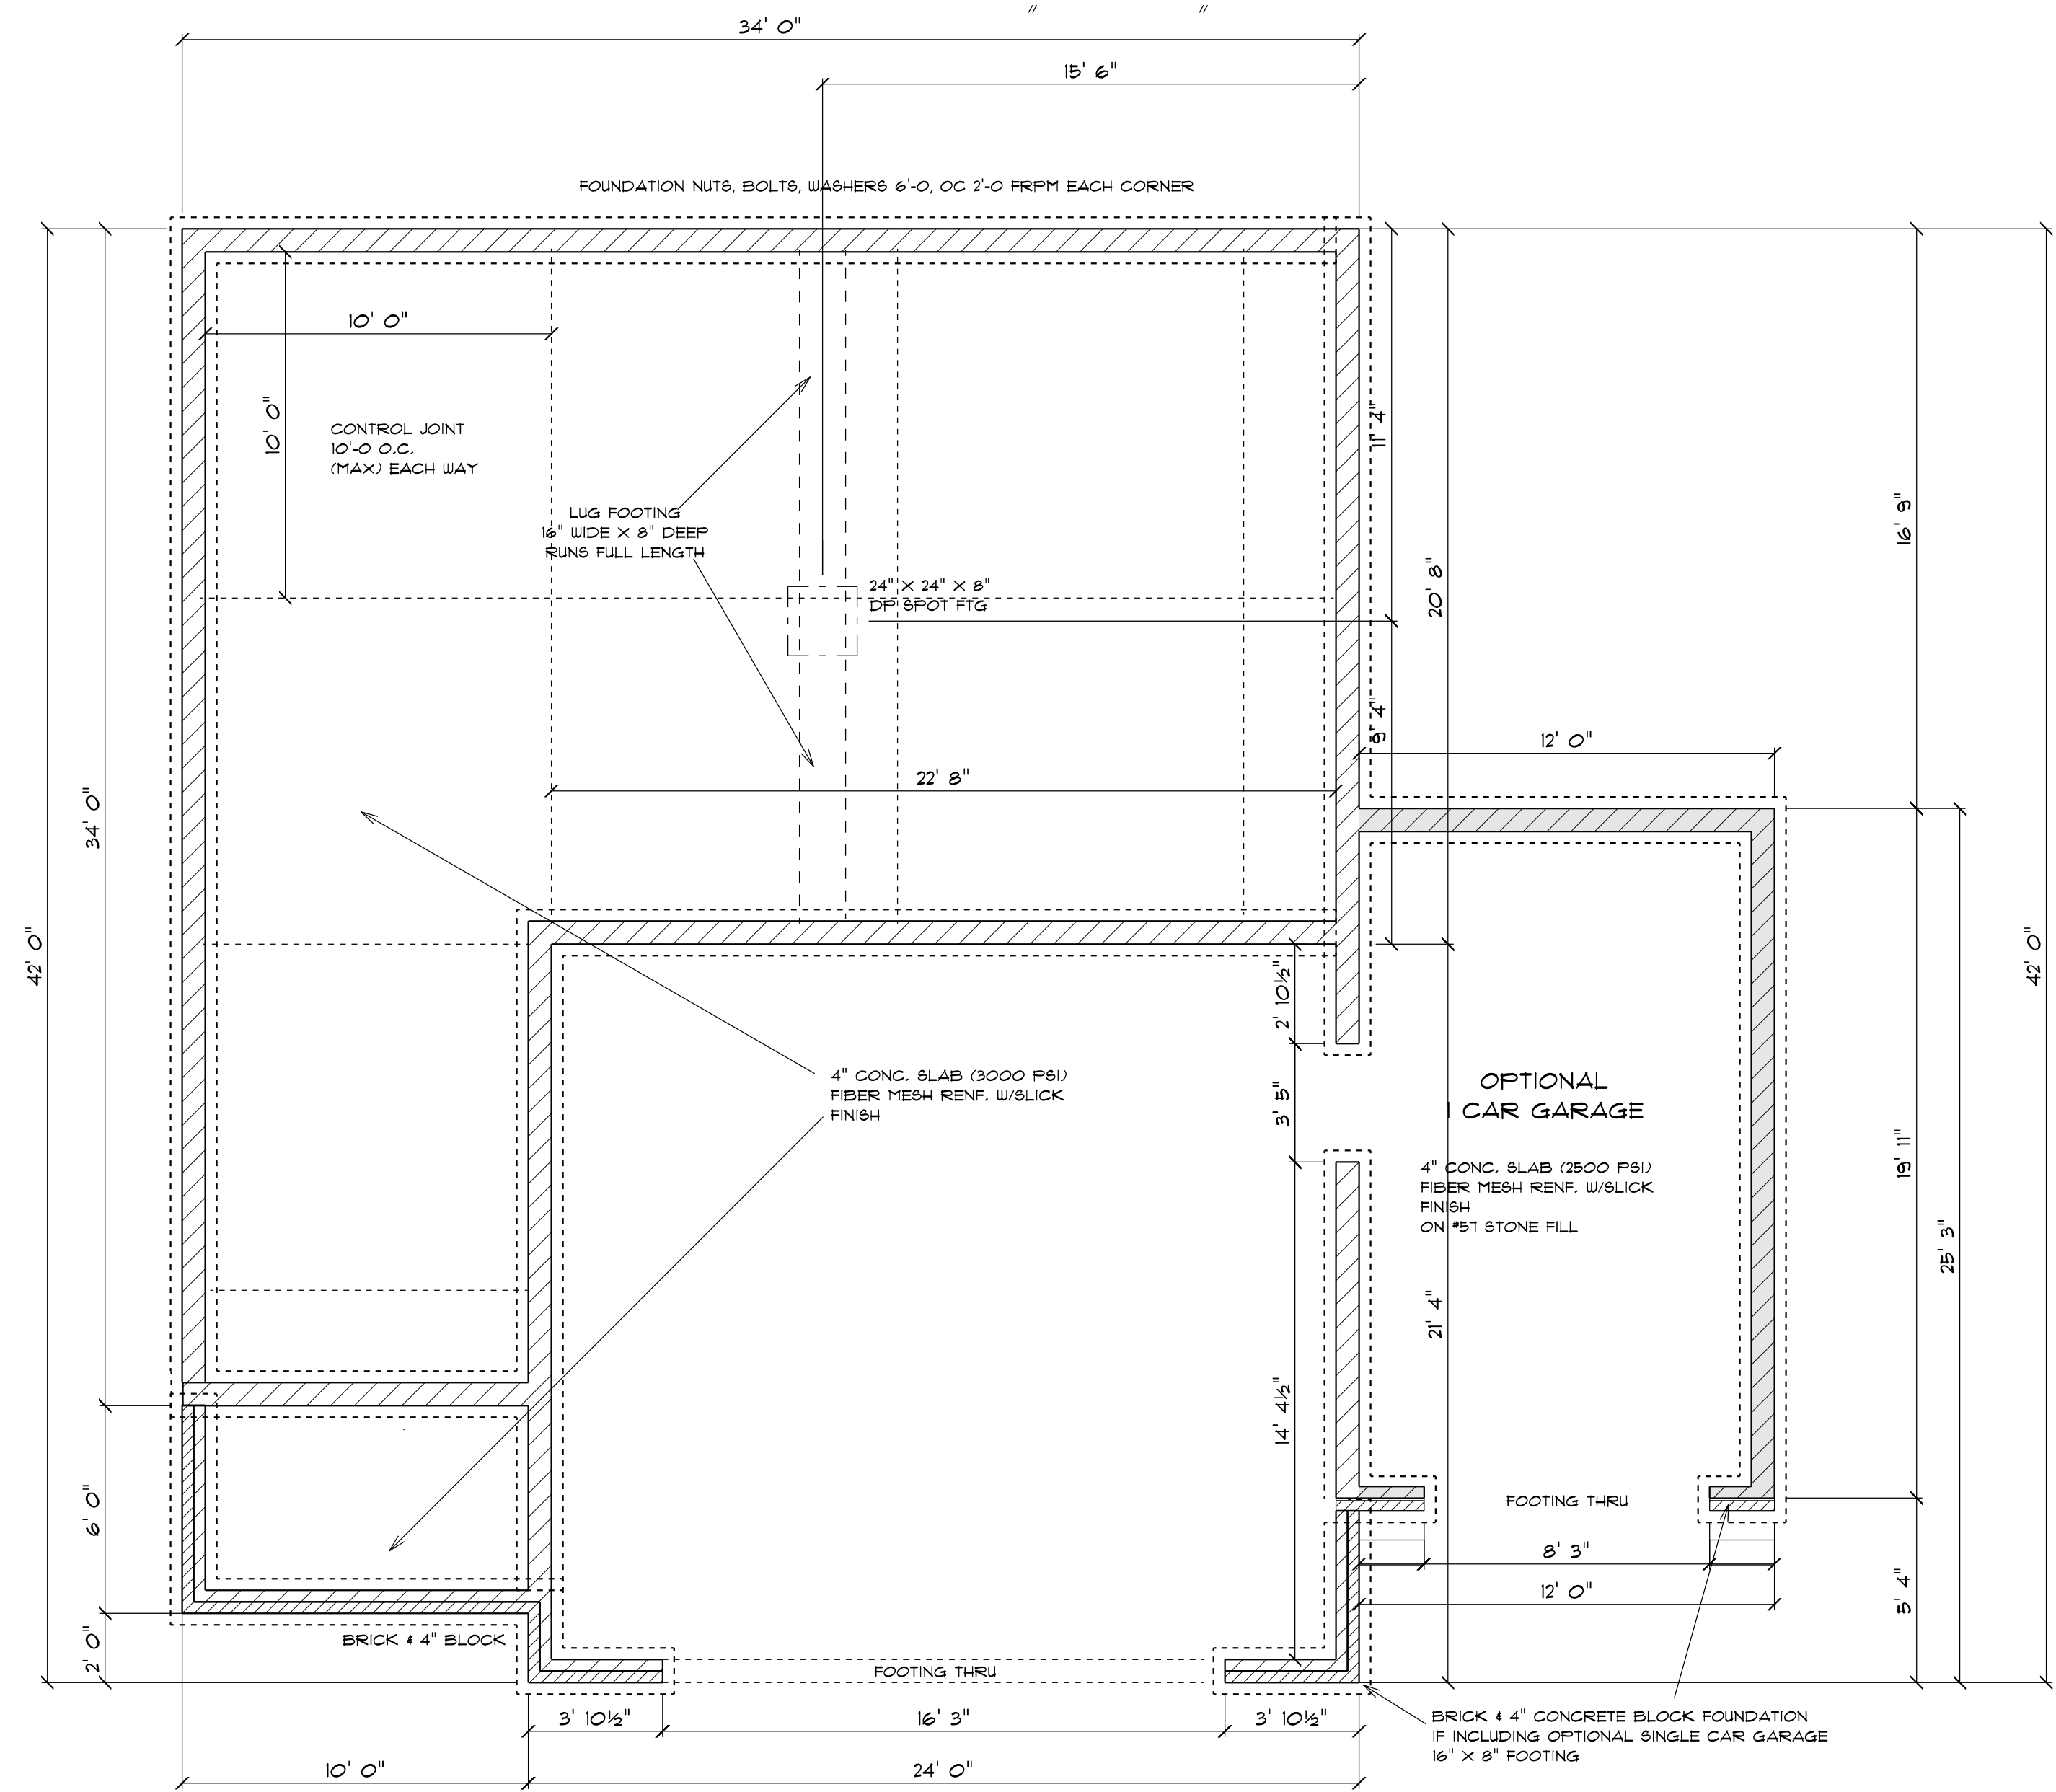 34' 0"
15' 6"
FOUNDATION NUTS, BOLTS, WASHERS 6'-0, OC 2'-0 FRPM EACH CORNER
10' 0"
10' 0"
CONTROL JOINT
10'-0 O.C.
(MAX) EACH WAY
11' 4"
LUG FOOTING
16" WIDE X 8" DEEP
RUNS FULL LENGTH
16' 9"
24" X 24" X 8"
DP SPOT FTG
20' 8"
9' 4"
12' 0"
22' 8"
34' 0"
42' 0"
42' 0"
2' 10½"
4" CONC. SLAB (3000 PSI)
FIBER MESH RENF. W/SLICK
FINISH
3' 5"
OPTIONAL
1 CAR GARAGE
4" CONC. SLAB (2500 PSI)
FIBER MESH RENF. W/SLICK
FINISH
ON #57 STONE FILL
19' 11"
25' 3"
21' 4"
14' 4½"
6' 0"
FOOTING THRU
8' 3"
12' 0"
5' 4"
2' 0"
BRICK & 4" BLOCK
FOOTING THRU
3' 10½"
16' 3"
3' 10½"
BRICK & 4" CONCRETE BLOCK FOUNDATION
IF INCLUDING OPTIONAL SINGLE CAR GARAGE
16" X 8" FOOTING
10' 0"
24' 0"